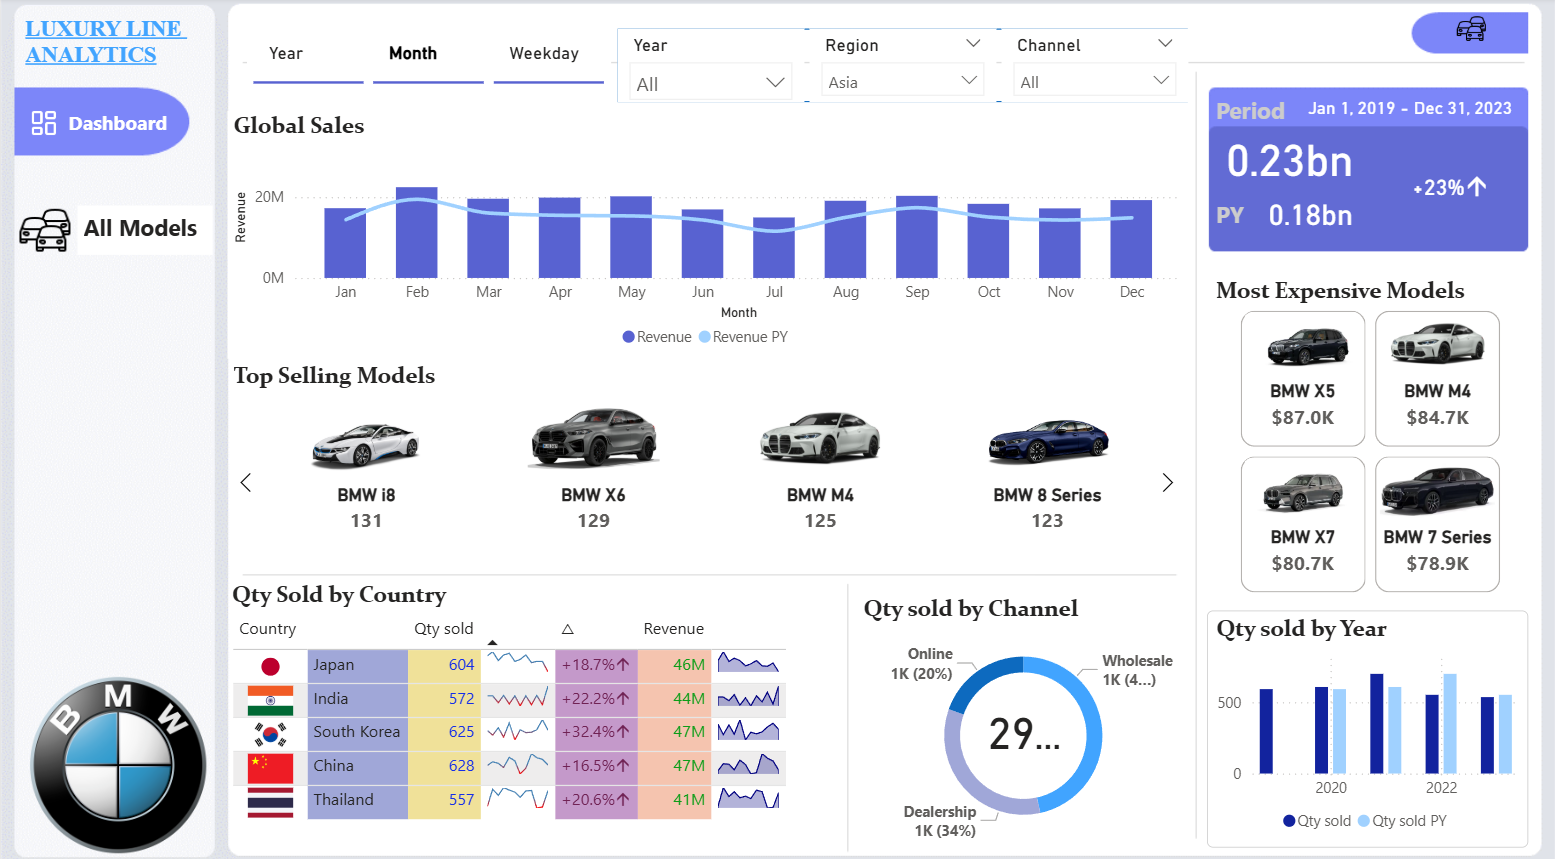 LUXURY LINE
ANALYTICS
Dashboard
All Models
B M W
Year
Month
Weekday
Year
All
Region
Asia
Channel
All
Global Sales
Revenue
20M
0M
Jan Feb Mar Apr May Jun Jul Aug Sep Oct Nov Dec
Month
Revenue Revenue PY
Top Selling Models
BMW i8
131
BMW X6
129
BMW M4
125
BMW 8 Series
123
Qty Sold by Country
Country Qty sold △ Revenue
Japan 604 +18.7%↑ 46M
India 572 +22.2%↑ 44M
South Korea 625 +32.4%↑ 47M
China 628 +16.5%↑ 47M
Thailand 557 +20.6%↑ 41M
Qty sold by Channel
Online
1K (20%)
Wholesale
1K (4...)
29...
Dealership
1K (34%)
Period Jan 1, 2019 - Dec 31, 2023
0.23bn
+23%↑
PY 0.18bn
Most Expensive Models
BMW X5
$87.0K
BMW M4
$84.7K
BMW X7
$80.7K
BMW 7 Series
$78.9K
Qty sold by Year
500
0
2020 2022
Qty sold Qty sold PY